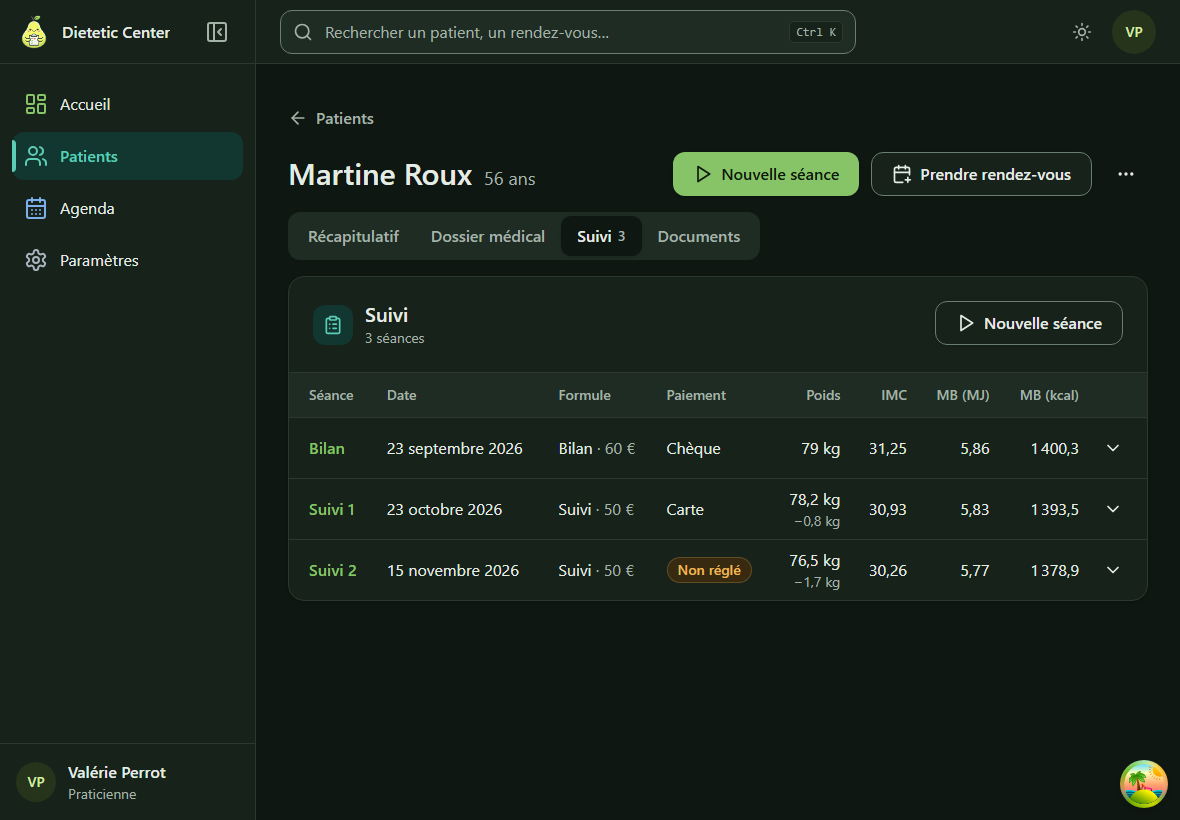 Dietetic Center
Rechercher un patient, un rendez-vous...
Ctrl K
VP
Accueil
Patients
Agenda
Paramètres
Patients
Martine Roux 56 ans
Nouvelle séance
Prendre rendez-vous
Récapitulatif
Dossier médical
Suivi 3
Documents
Suivi
3 séances
Nouvelle séance
Séance Date Formule Paiement Poids IMC MB (MJ) MB (kcal)
Bilan 23 septembre 2026 Bilan · 60 € Chèque 79 kg 31,25 5,86 1 400,3
Suivi 1 23 octobre 2026 Suivi · 50 € Carte 78,2 kg 30,93 5,83 1 393,5
−0,8 kg
Suivi 2 15 novembre 2026 Suivi · 50 € Non réglé 76,5 kg 30,26 5,77 1 378,9
−1,7 kg
VP
Valérie Perrot
Praticienne